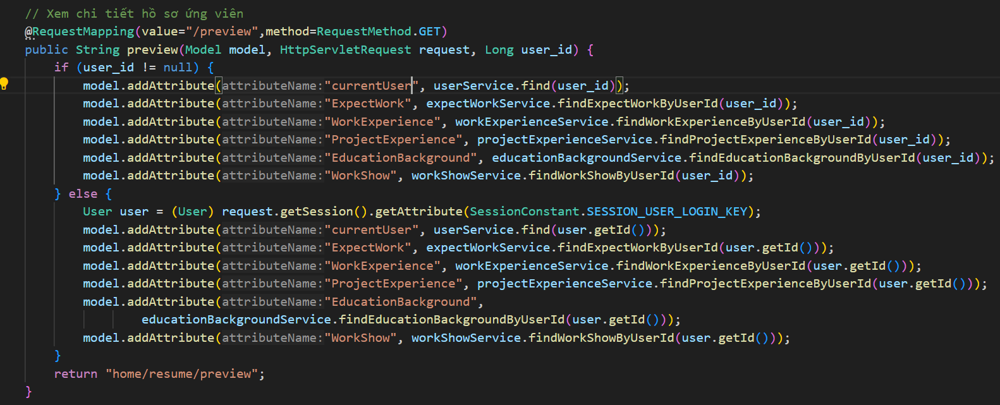 // Xem chi tiết hồ sơ ứng viên
@RequestMapping(value="/preview",method=RequestMethod.GET)
public String preview(Model model, HttpServletRequest request, Long user_id) {
if (user_id != null) {
model.addAttribute(attributeName:"currentUser", userService.find(user_id));
model.addAttribute(attributeName:"ExpectWork", expectWorkService.findExpectWorkByUserId(user_id));
model.addAttribute(attributeName:"WorkExperience", workExperienceService.findWorkExperienceByUserId(user_id));
model.addAttribute(attributeName:"ProjectExperience", projectExperienceService.findProjectExperienceByUserId(user_id));
model.addAttribute(attributeName:"EducationBackground", educationBackgroundService.findEducationBackgroundByUserId(user_id));
model.addAttribute(attributeName:"WorkShow", workShowService.findWorkShowByUserId(user_id));
} else {
User user = (User) request.getSession().getAttribute(SessionConstant.SESSION_USER_LOGIN_KEY);
model.addAttribute(attributeName:"currentUser", userService.find(user.getId()));
model.addAttribute(attributeName:"ExpectWork", expectWorkService.findExpectWorkByUserId(user.getId()));
model.addAttribute(attributeName:"WorkExperience", workExperienceService.findWorkExperienceByUserId(user.getId()));
model.addAttribute(attributeName:"ProjectExperience", projectExperienceService.findProjectExperienceByUserId(user.getId()));
model.addAttribute(attributeName:"EducationBackground",
educationBackgroundService.findEducationBackgroundByUserId(user.getId()));
model.addAttribute(attributeName:"WorkShow", workShowService.findWorkShowByUserId(user.getId()));
}
return "home/resume/preview";
}